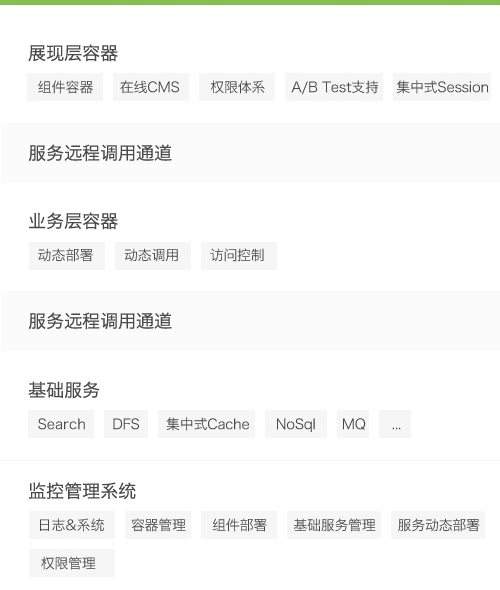 展现层容器
组件容器 在线CMS 权限体系 A/B Test支持 集中式Session
服务远程调用通道
业务层容器
动态部署 动态调用 访问控制
服务远程调用通道
基础服务
Search DFS 集中式Cache NoSql MQ ...
监控管理系统
日志&系统 容器管理 组件部署 基础服务管理 服务动态部署
权限管理